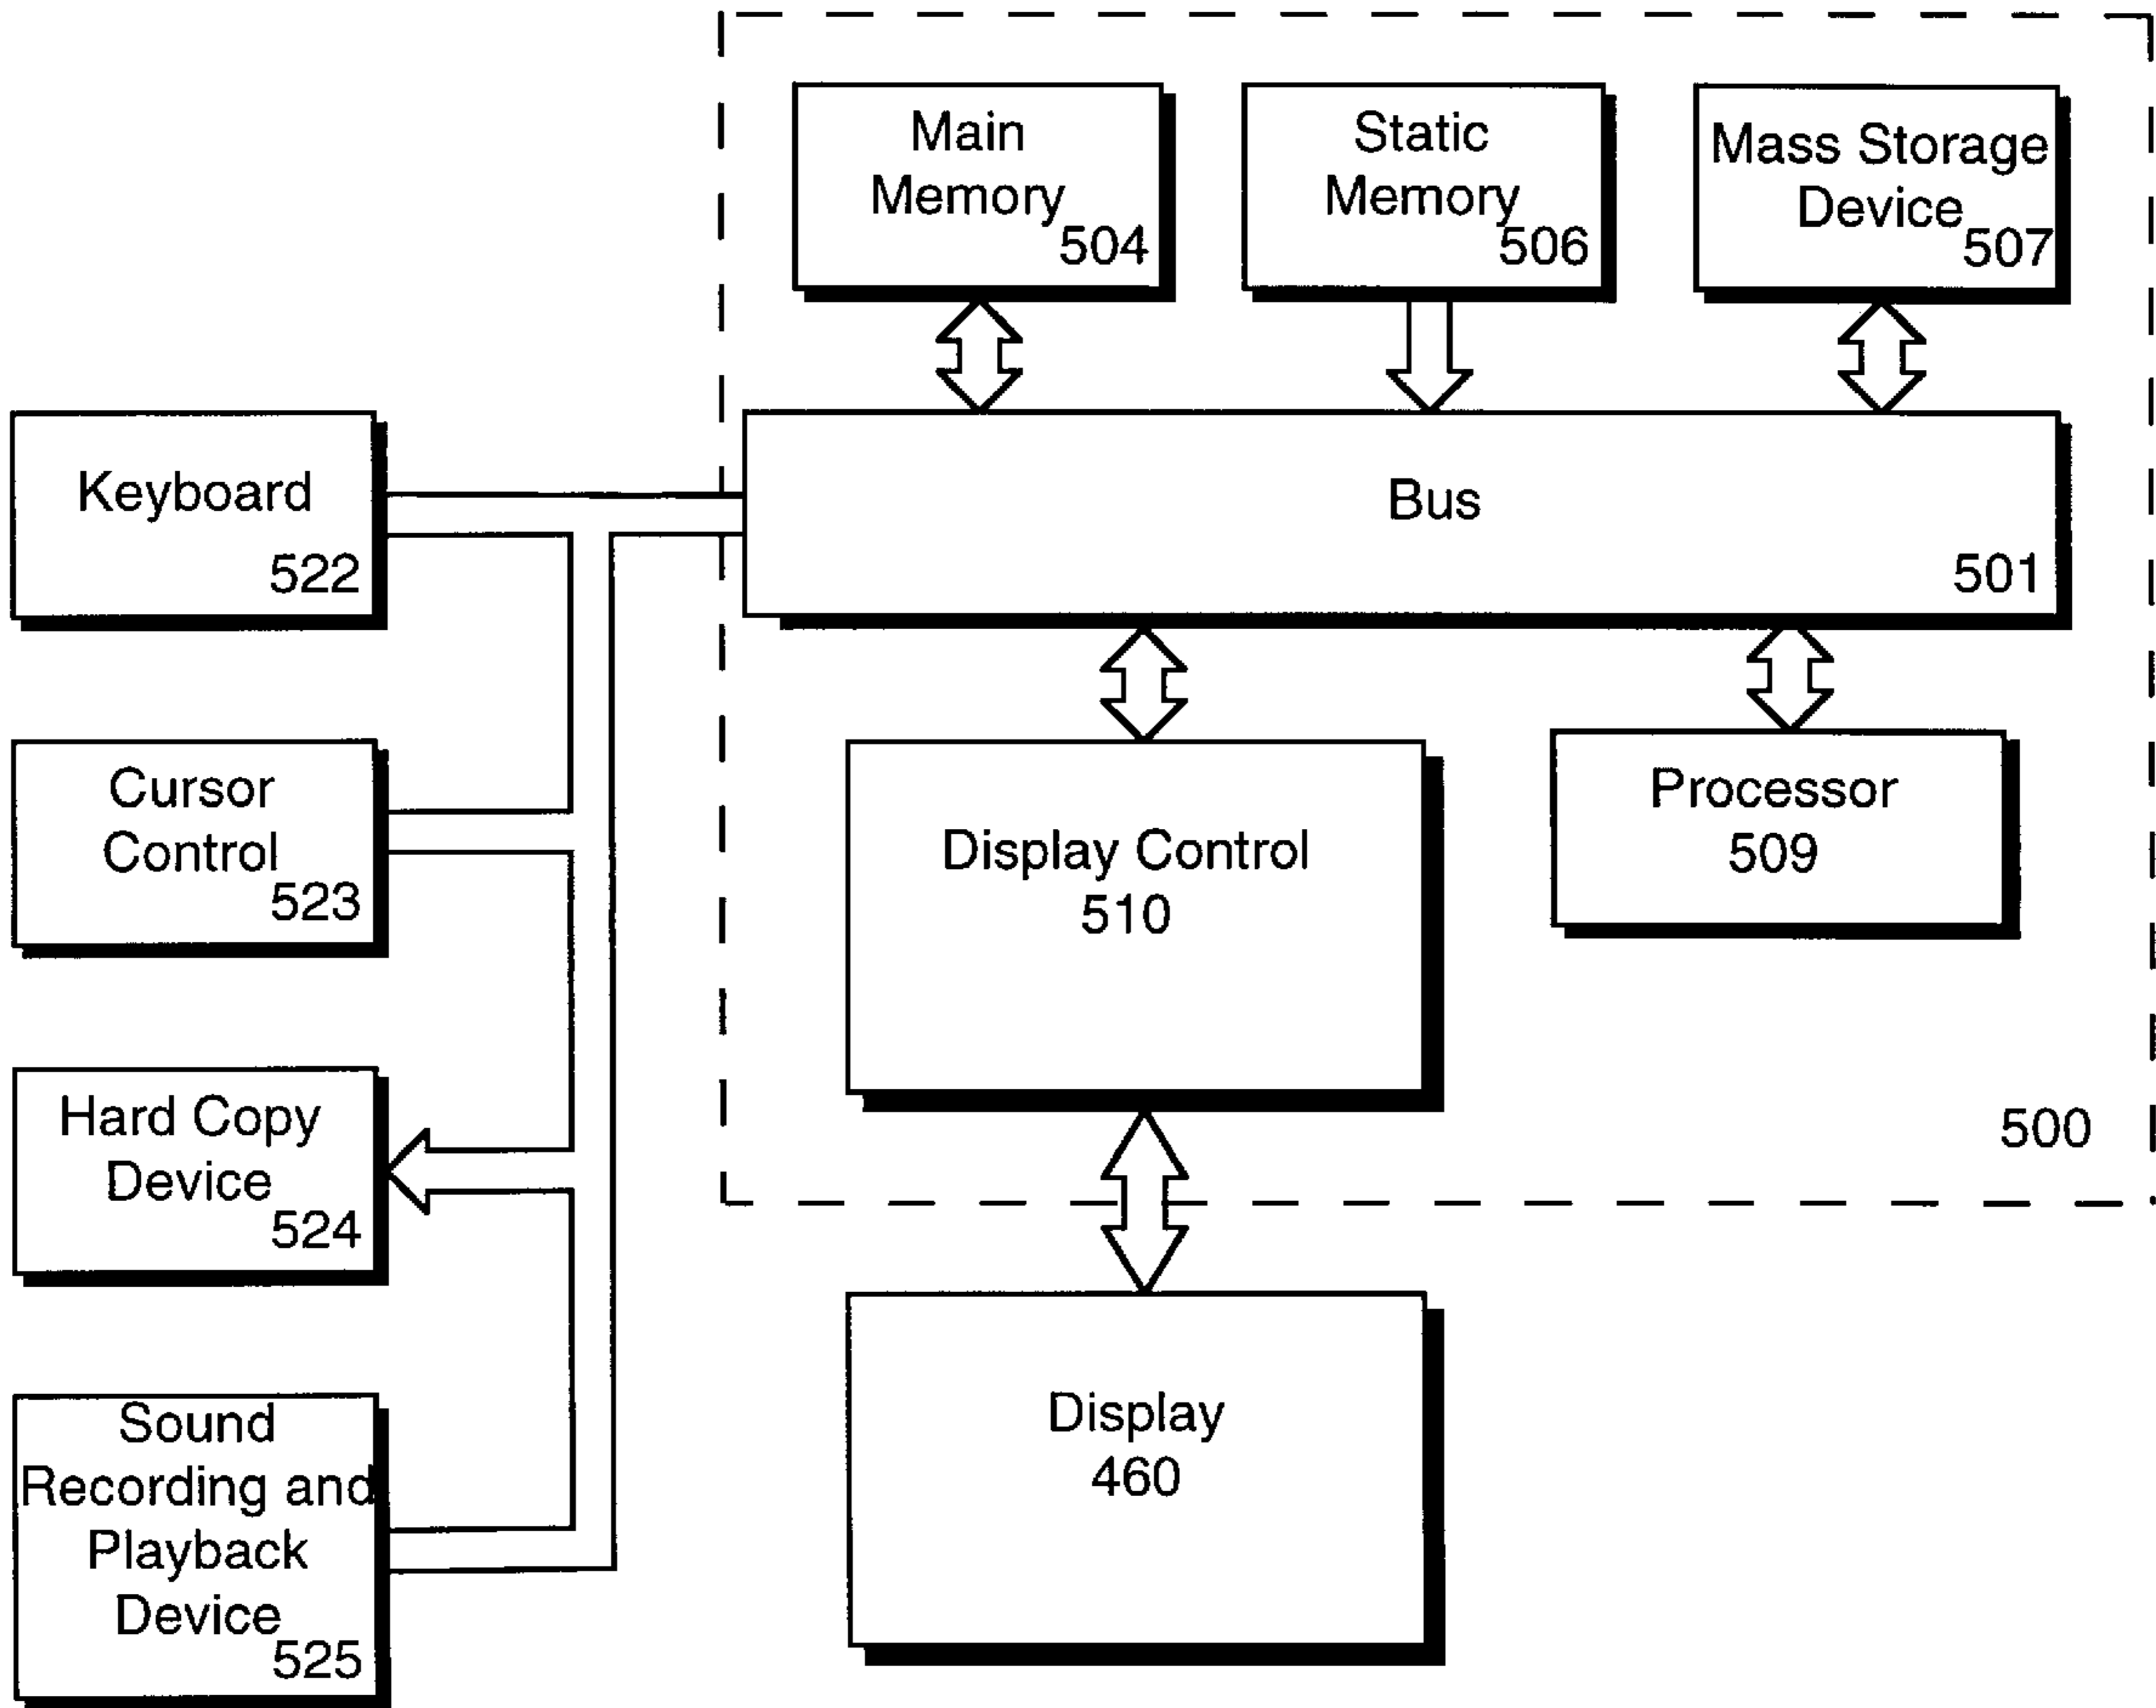 Main
Memory
504
Static
Memory
506
Mass Storage
Device
507
Keyboard
522
Bus
501
Cursor
Control
523
Display Control
510
Processor
509
Hard Copy
Device
524
500
Sound
Recording and
Playback
Device
525
Display
460